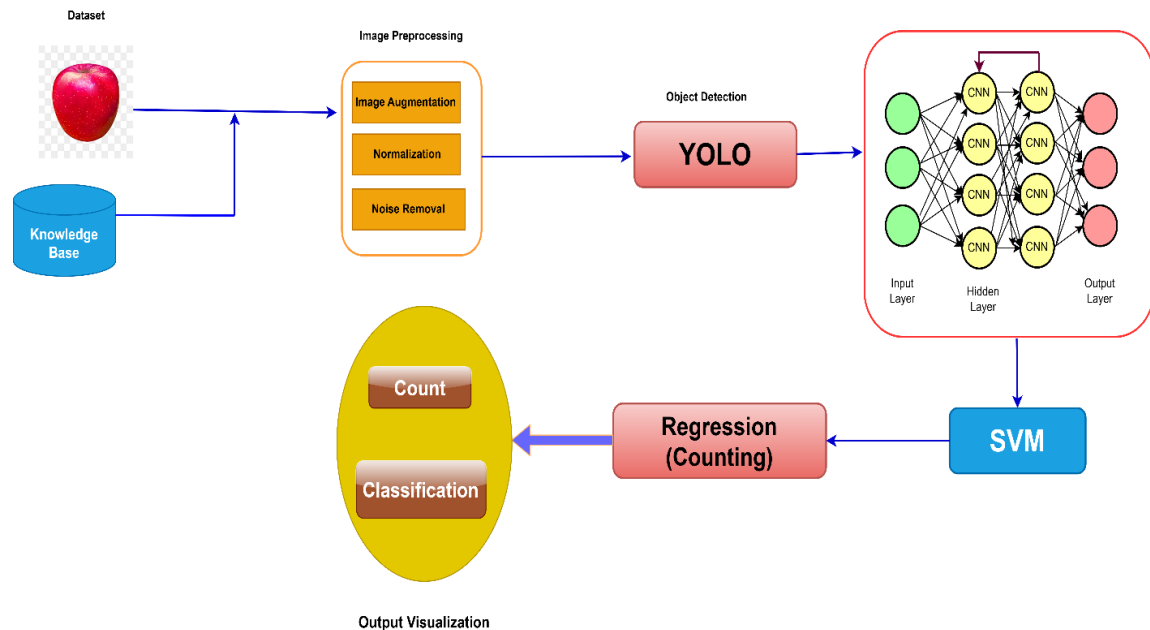 Dataset
Image Preprocessing
Image Augmentation
Normalization
Noise Removal
Knowledge
Base
Object Detection
YOLO
CNN
CNN
CNN
CNN
CNN
CNN
CNN
CNN
Input
Layer
Hidden
Layer
Output
Layer
SVM
Regression
(Counting)
Count
Classification
Output Visualization